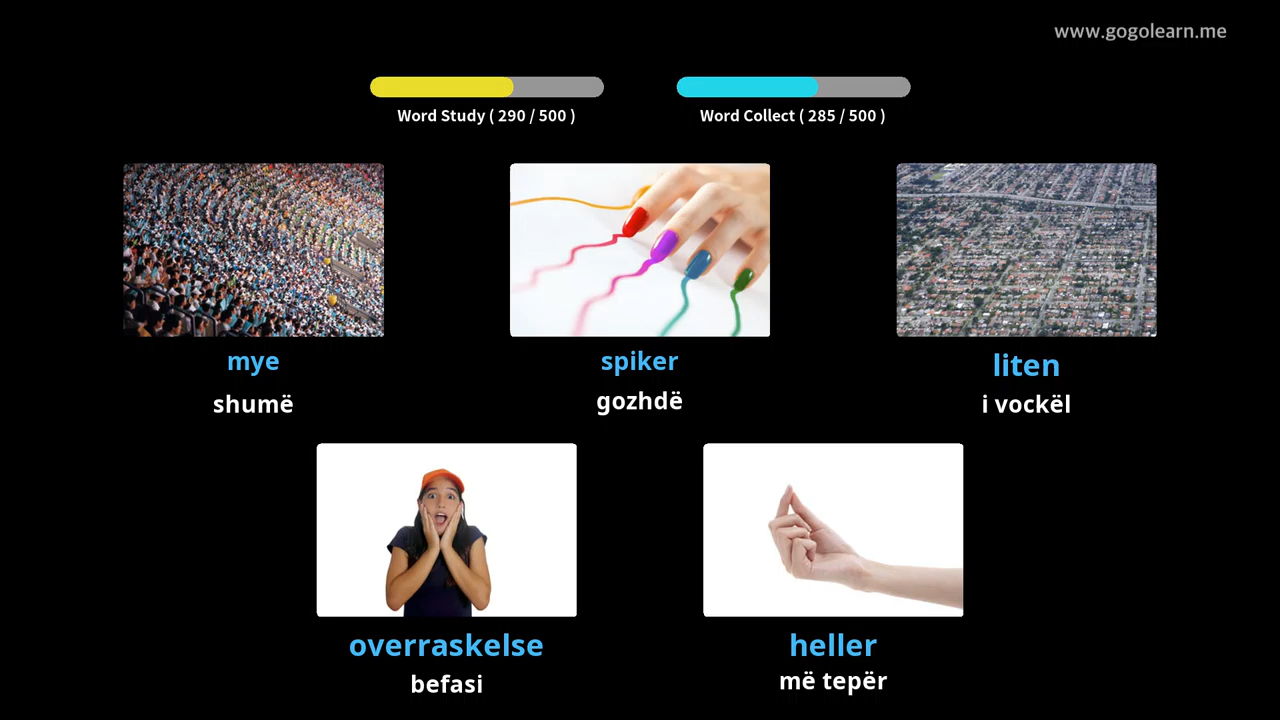 www.gogolearn.me
Word Study ( 290 / 500 )
Word Collect ( 285 / 500 )
mye
shumë
spiker
gozhdë
liten
i vockël
overraskelse
befasi
heller
më tepër